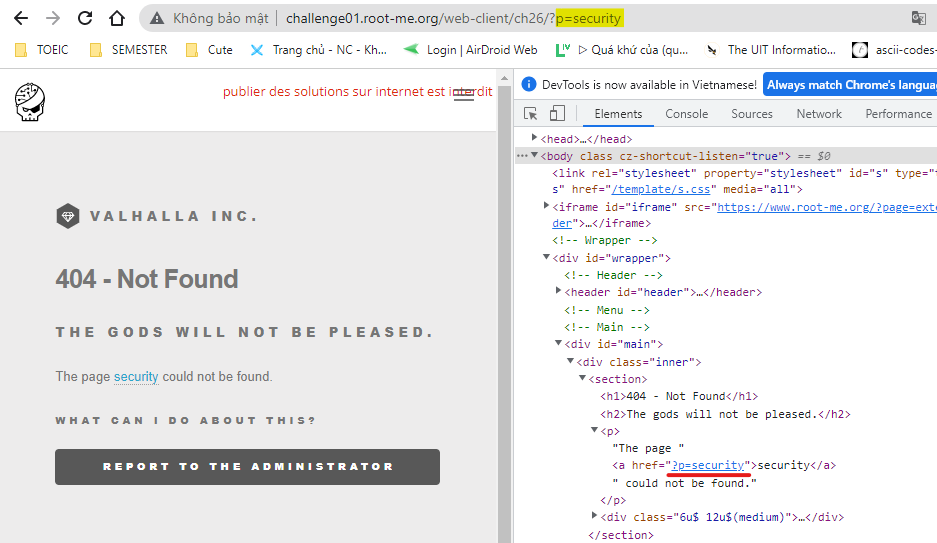 Không bảo mật | challenge01.root-me.org/web-client/ch26/?p=security
TOEIC SEMESTER Cute Trang chủ - NC - Kh... Login | AirDroid Web ▷ Quá khứ của (qu... The UIT Informatio... ascii-codes-
publier des solutions sur internet est interdit
VALHALLA INC.
404 - Not Found
THE GODS WILL NOT BE PLEASED.
The page security could not be found.
WHAT CAN I DO ABOUT THIS?
REPORT TO THE ADMINISTRATOR
DevTools is now available in Vietnamese! Always match Chrome's langua
Elements Console Sources Network Performance
<head>…</head>
<body class cz-shortcut-listen="true"> == $0
<link rel="stylesheet" property="stylesheet" id="s" type="t
s" href="/template/s.css" media="all">
<iframe id="iframe" src="https://www.root-me.org/?page=exte
der">…</iframe>
<!-- Wrapper -->
<div id="wrapper">
<!-- Header -->
<header id="header">…</header>
<!-- Menu -->
<!-- Main -->
<div id="main">
<div class="inner">
<section>
<h1>404 - Not Found</h1>
<h2>The gods will not be pleased.</h2>
<p>
"The page "
<a href="?p=security">security</a>
" could not be found."
</p>
<div class="6u$ 12u$(medium)">…</div>
</section>